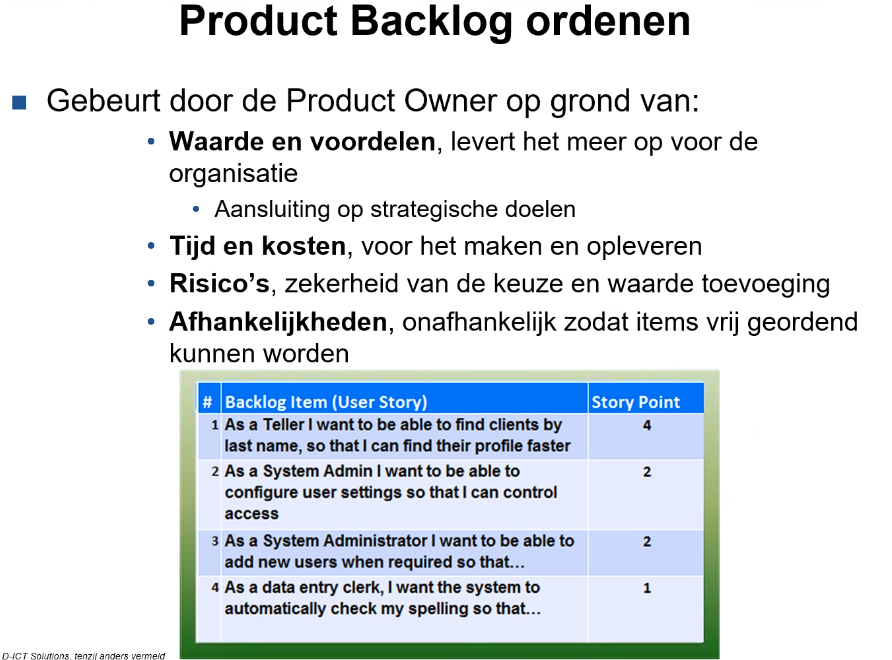 Product Backlog ordenen
Gebeurt door de Product Owner op grond van:
Waarde en voordelen, levert het meer op voor de
organisatie
Aansluiting op strategische doelen
Tijd en kosten, voor het maken en opleveren
Risico’s, zekerheid van de keuze en waarde toevoeging
Afhankelijkheden, onafhankelijk zodat items vrij geordend
kunnen worden
# Backlog Item (User Story) Story Point
1 As a Teller I want to be able to find clients by 4
last name, so that I can find their profile faster
2 As a System Admin I want to be able to 2
configure user settings so that I can control
access
3 As a System Administrator I want to be able to 2
add new users when required so that...
4 As a data entry clerk, I want the system to 1
automatically check my spelling so that...
D-ICT Solutions, tenzij anders vermeld